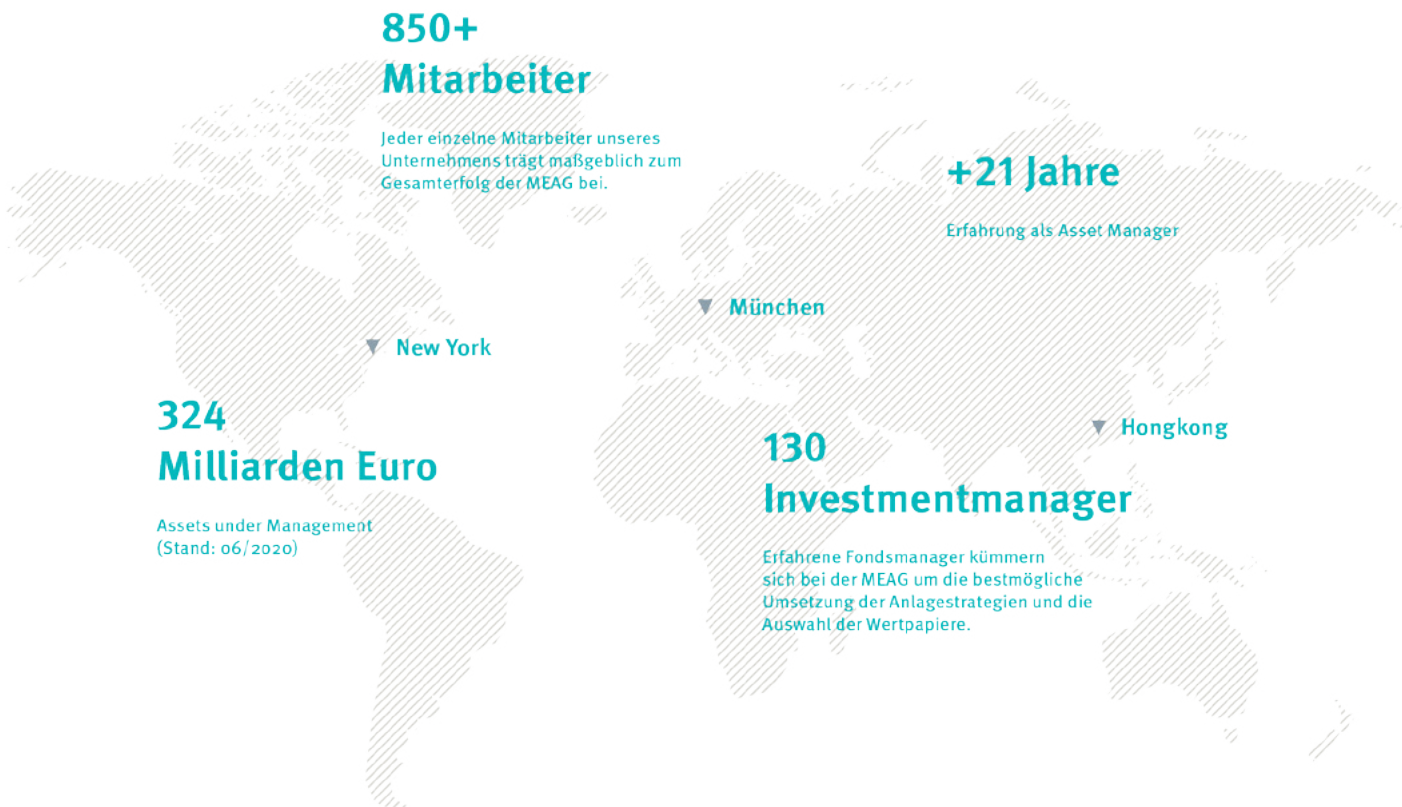 850+
Mitarbeiter
Jeder einzelne Mitarbeiter unseres
Unternehmens trägt maßgeblich zum
Gesamterfolg der MEAG bei.
+21 Jahre
Erfahrung als Asset Manager
München
New York
324
Milliarden Euro
Assets under Management
(Stand: 06/2020)
Hongkong
130
Investmentmanager
Erfahrene Fondsmanager kümmern
sich bei der MEAG um die bestmögliche
Umsetzung der Anlagestrategien und die
Auswahl der Wertpapiere.